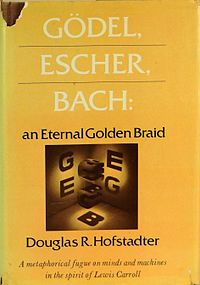 GÖDEL,
ESCHER,
BACH:
an Eternal Golden Braid
G E
E G
B
Douglas R. Hofstadter
A metaphorical fugue on minds and machines
in the spirit of Lewis Carroll